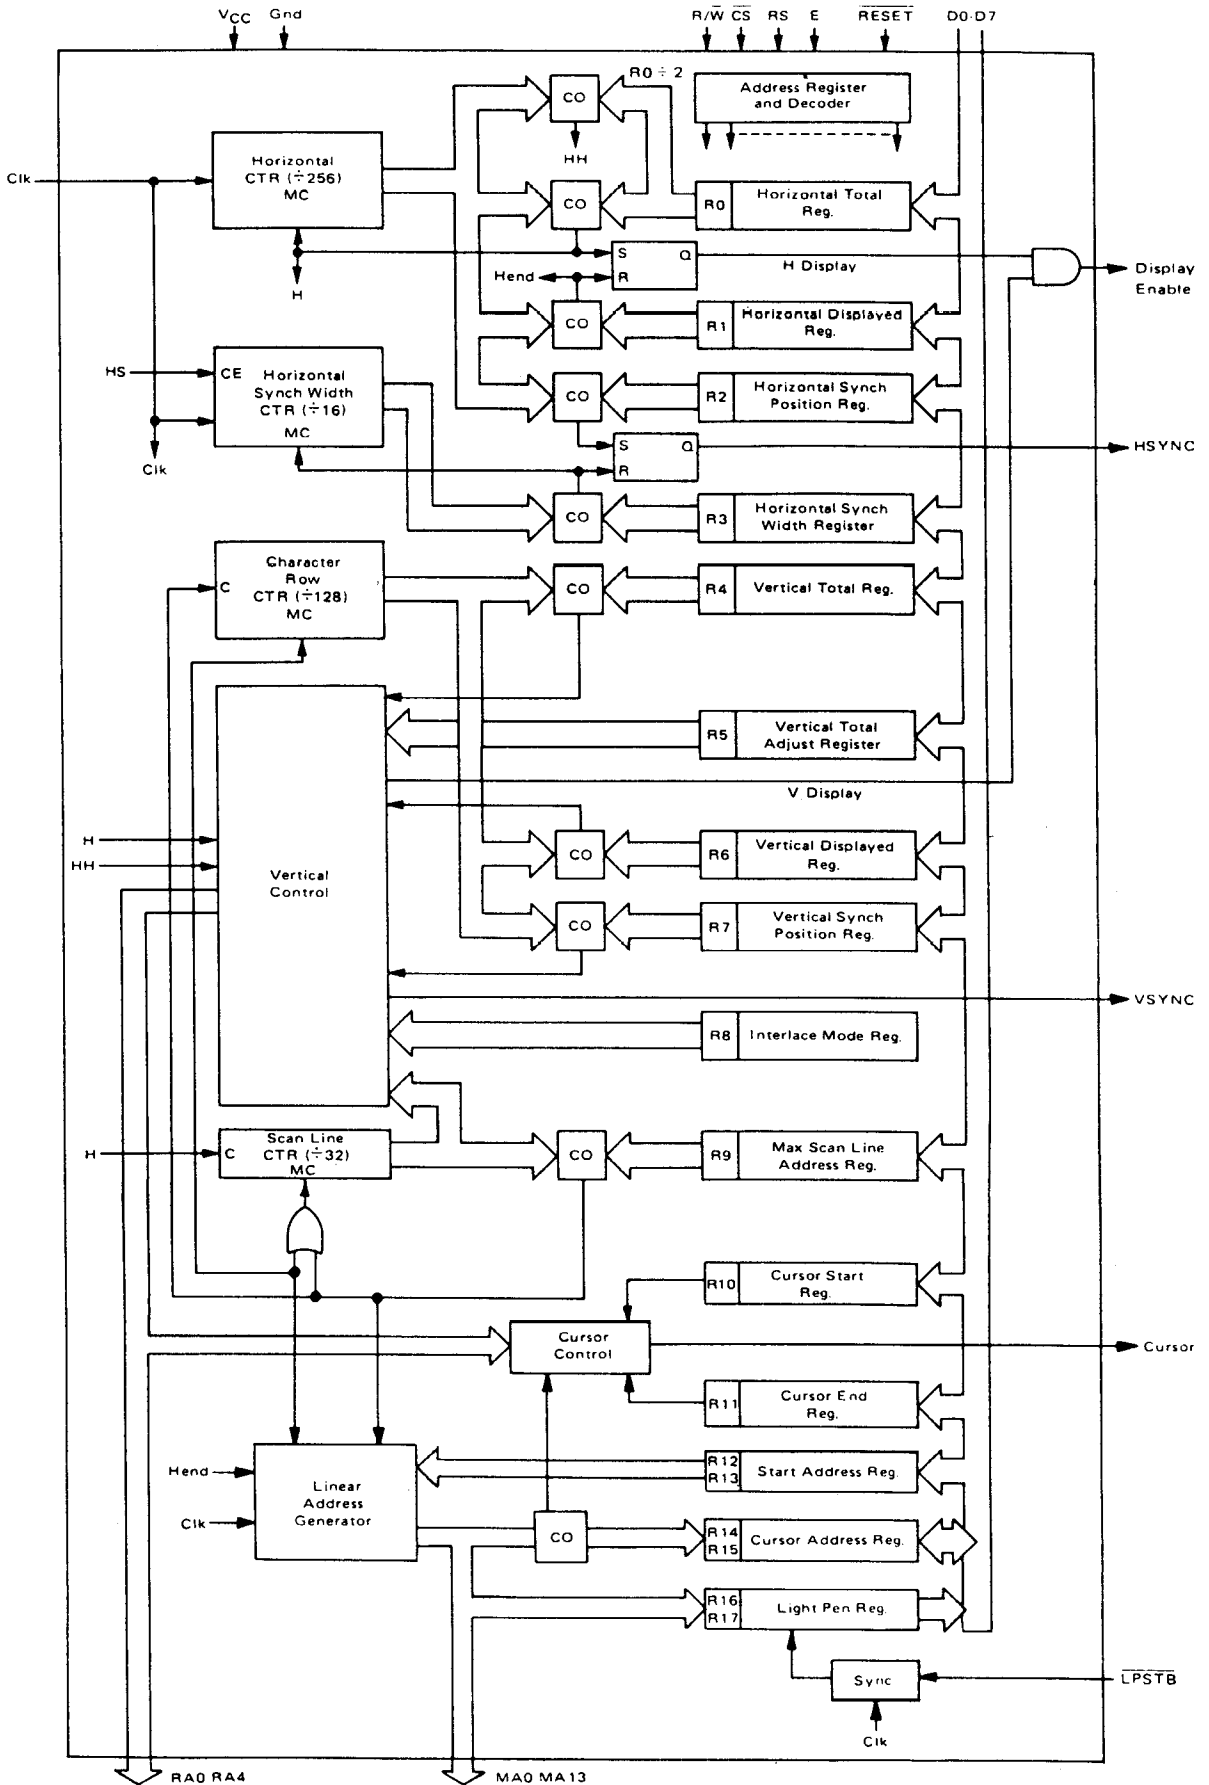 VCC Gnd R/W CS RS E RESET D0-D7
R0 ÷ 2
CO
Address Register
and Decoder
HH
Clk
Horizontal
CTR (÷256)
MC
CO
R0 Horizontal Total
Reg.
H
S Q
R
H Display
Hend
Display
Enable
CO
R1 Horizontal Displayed
Reg.
HS
CE Horizontal
Synch Width
CTR (÷16)
MC
CO
R2 Horizontal Synch
Position Reg.
Clk
S Q
R
HSYNC
CO
R3 Horizontal Synch
Width Register
C
Character
Row
CTR (÷128)
MC
CO
R4 Vertical Total Reg.
R5 Vertical Total
Adjust Register
V Display
H
HH
Vertical
Control
CO
R6 Vertical Displayed
Reg.
CO
R7 Vertical Synch
Position Reg.
VSYNC
R8 Interlace Mode Reg.
H
C
Scan Line
CTR (÷32)
MC
CO
R9 Max Scan Line
Address Reg.
R10 Cursor Start
Reg.
Cursor
Control
Cursor
R11 Cursor End
Reg.
Hend
Clk
Linear
Address
Generator
R12
R13 Start Address Reg.
CO
R14
R15 Cursor Address Reg.
R16
R17 Light Pen Reg.
Sync
LPSTB
Clk
RA0 RA4
MA0 MA13